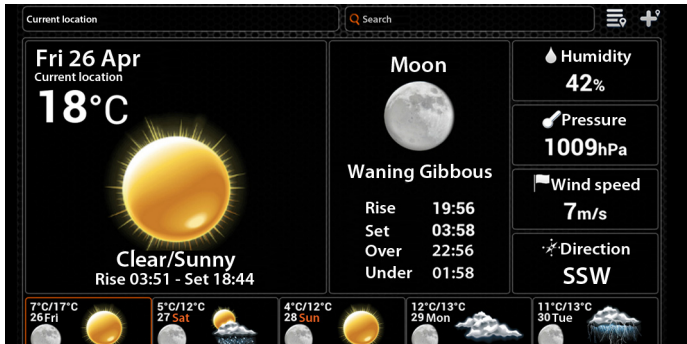 Current location
Search
Fri 26 Apr
Current location
18°C
Clear/Sunny
Rise 03:51 - Set 18:44
Moon
Waning Gibbous
Rise 19:56
Set 03:58
Over 22:56
Under 01:58
Humidity
42%
Pressure
1009hPa
Wind speed
7m/s
Direction
SSW
7°C/17°C
26 Fri
5°C/12°C
27 Sat
4°C/12°C
28 Sun
12°C/13°C
29 Mon
11°C/13°C
30 Tue